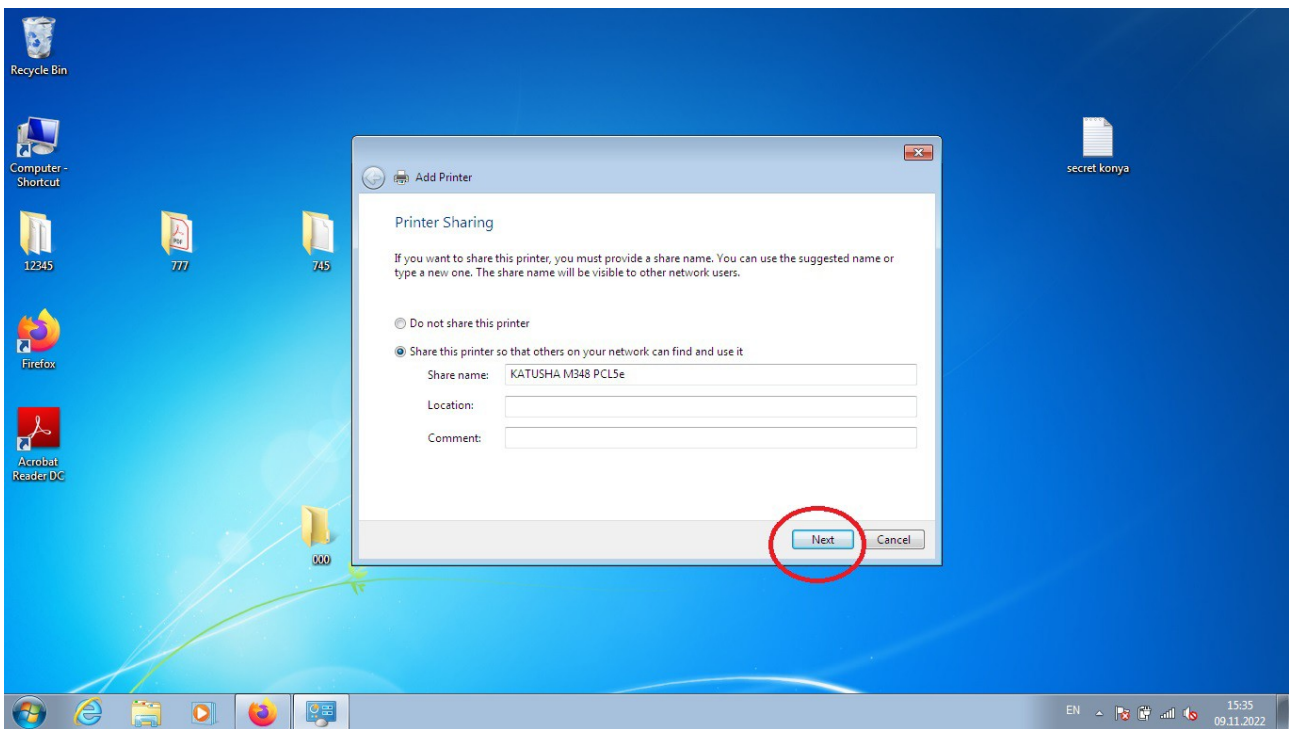 Recycle Bin
Computer -
Shortcut
12345
777
PDF
745
Firefox
Acrobat
Reader DC
000
secret konya
Add Printer
Printer Sharing
If you want to share this printer, you must provide a share name. You can use the suggested name or
type a new one. The share name will be visible to other network users.
Do not share this printer
Share this printer so that others on your network can find and use it
Share name: KATUSHA M348 PCL5e
Location:
Comment:
Next Cancel
EN 15:35
09.11.2022